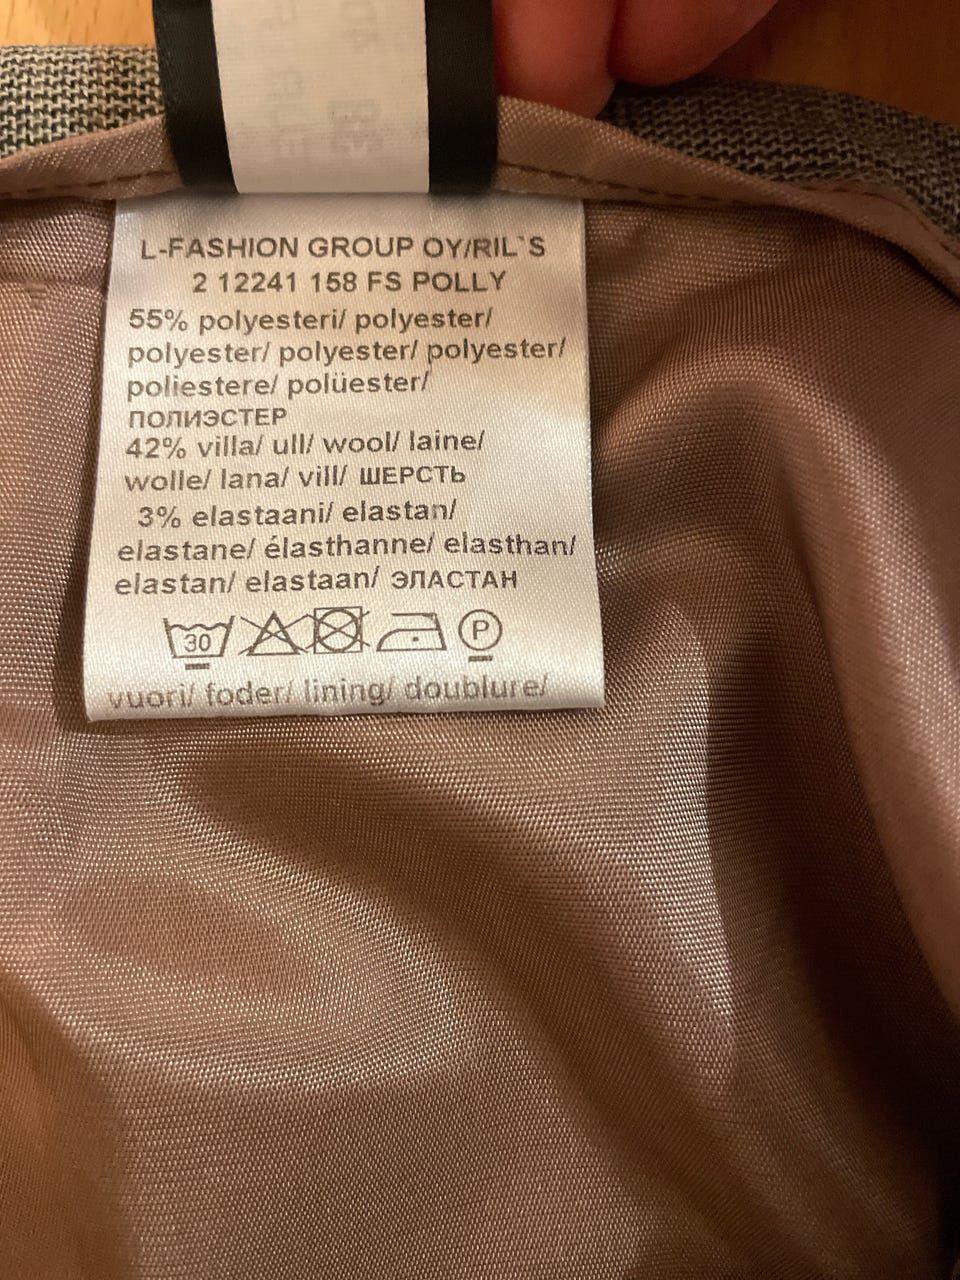 L-FASHION GROUP OY/RIL`S
2 12241 158 FS POLLY
55% polyesteri/ polyester/
polyester/ polyester/ polyester/
poliestere/ polüester/
ПОЛИЭСТЕР
42% villa/ ull/ wool/ laine/
wolle/ lana/ vill/ ШЕРСТЬ
3% elastaani/ elastan/
elastane/ élasthanne/ elasthan/
elastan/ elastaan/ ЭЛАСТАН
30 P
vuori/ foder/ lining/ doublure/